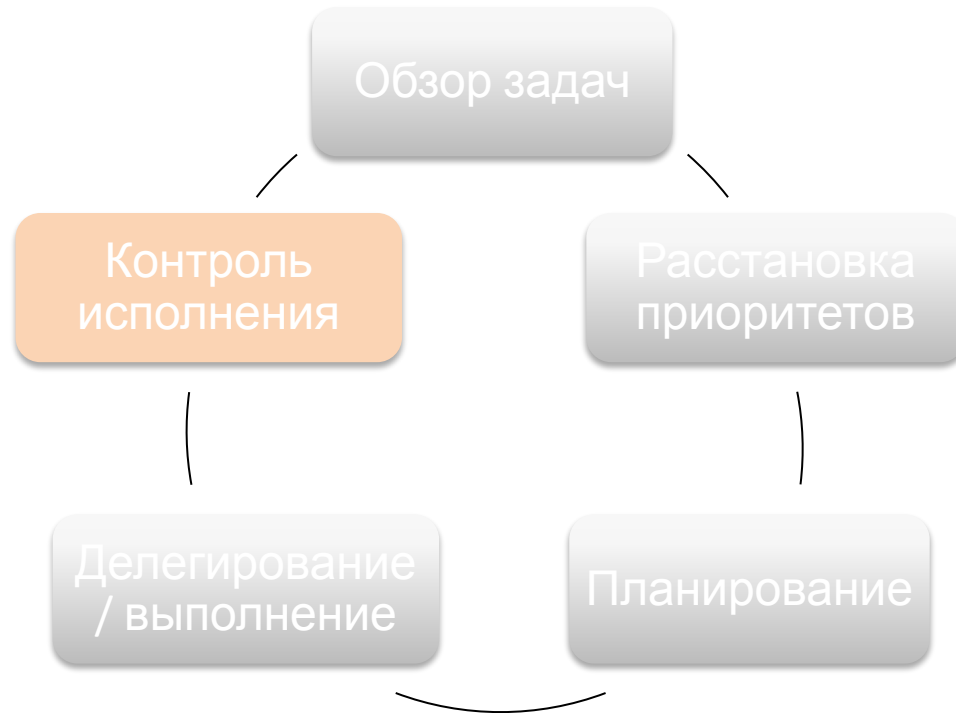 Обзор задач
Контроль
исполнения
Расстановка
приоритетов
Делегирование
/ выполнение
Планирование